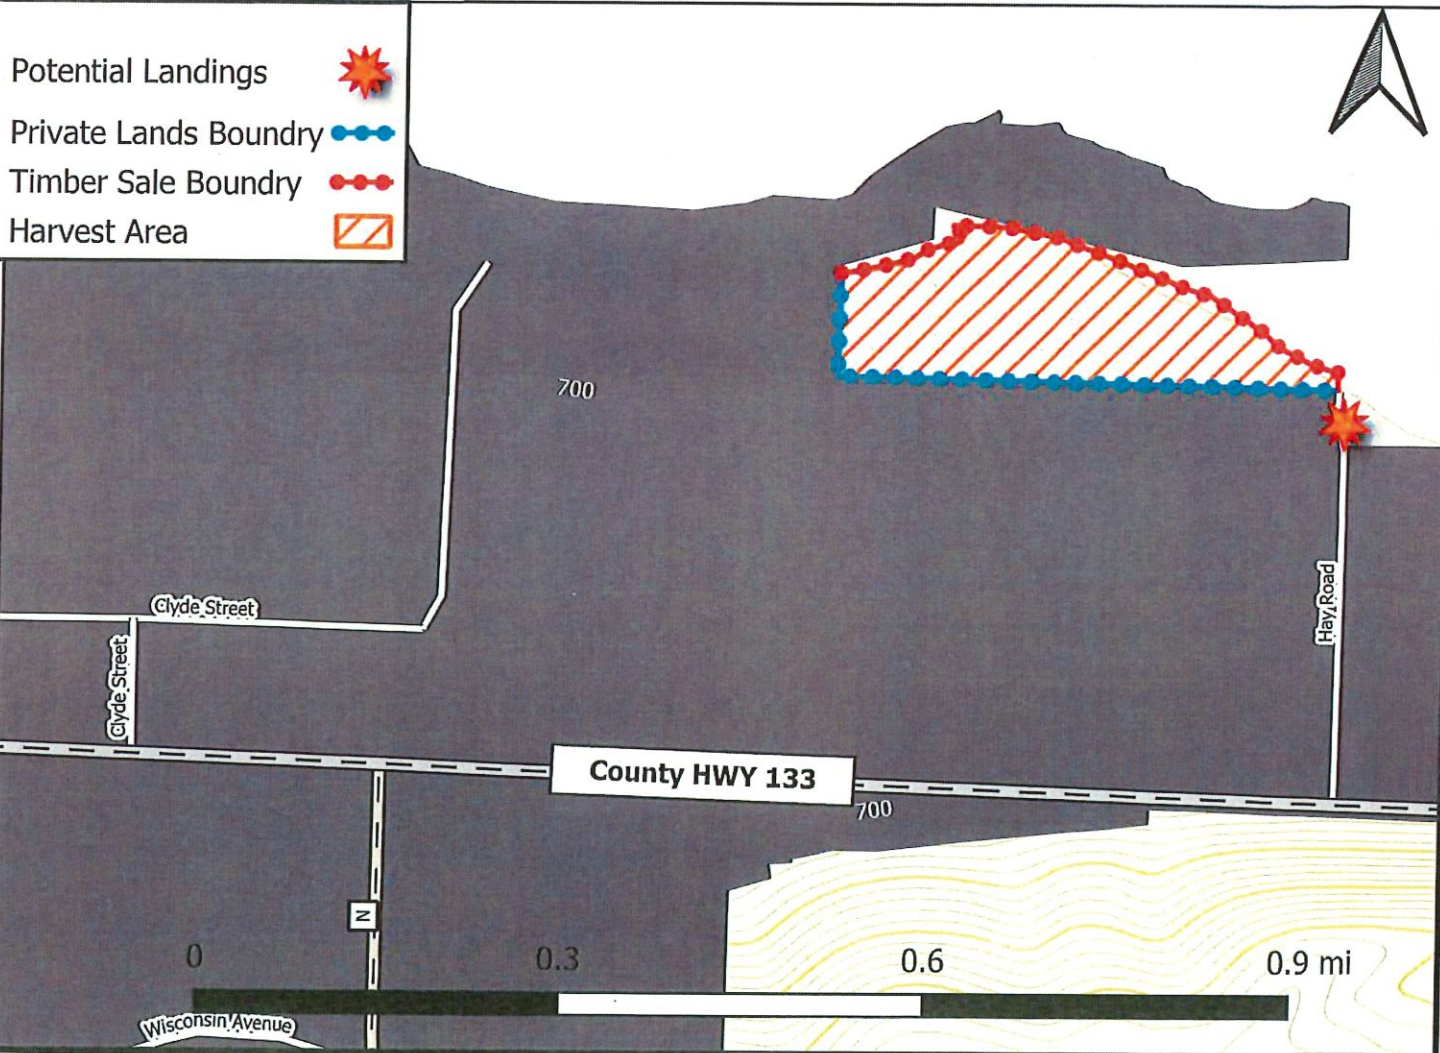 Potential Landings
Private Lands Boundry
Timber Sale Boundry
Harvest Area
700
Clyde Street
Clyde Street
Hay Road
County HWY 133
700
N
0 0.3 0.6 0.9 mi
Wisconsin Avenue